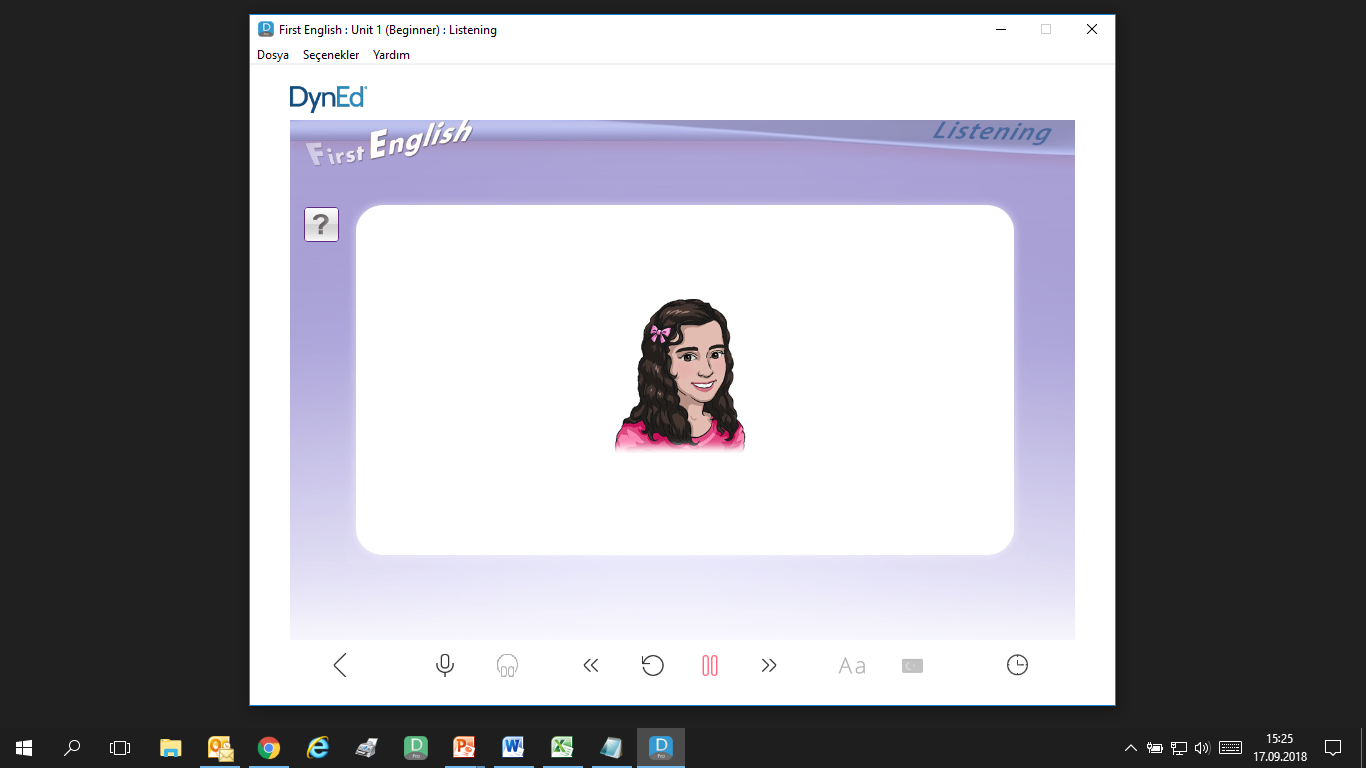 First English : Unit 1 (Beginner) : Listening
Dosya Seçenekler Yardım
DynEd
First English
Listening
?
Aa
15:25
17.09.2018